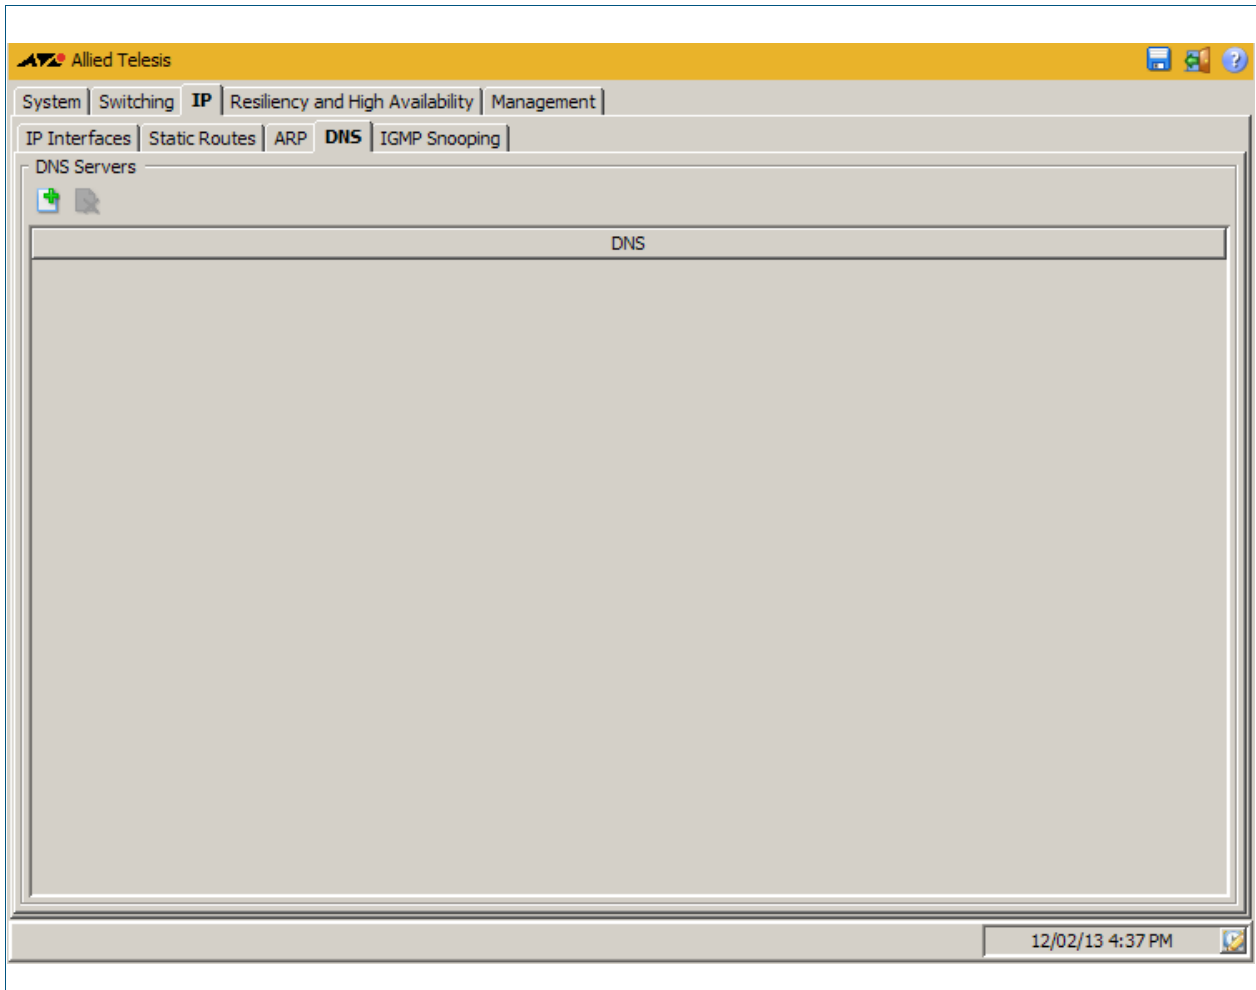 Allied Telesis
System Switching IP Resiliency and High Availability Management
IP Interfaces Static Routes ARP DNS IGMP Snooping
DNS Servers
DNS
12/02/13 4:37 PM